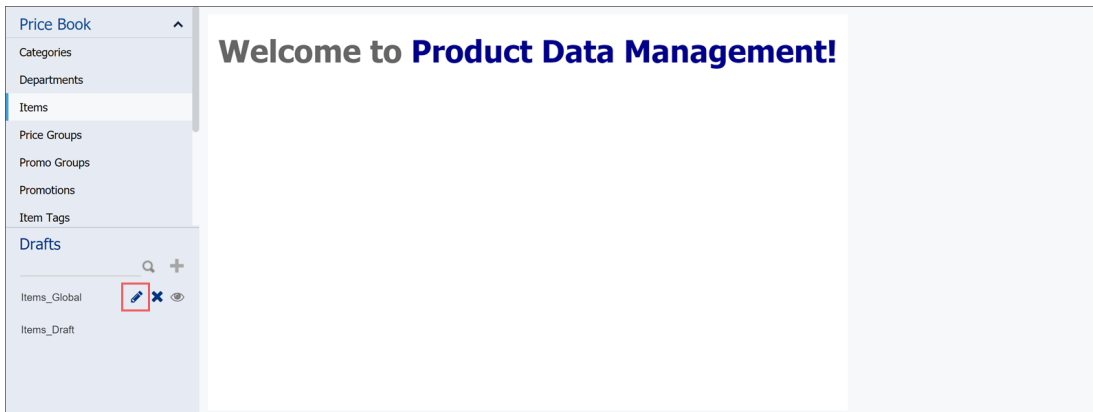 Price Book
Categories
Departments
Items
Price Groups
Promo Groups
Promotions
Item Tags
Drafts
Items_Global
Items_Draft
Welcome to Product Data Management!